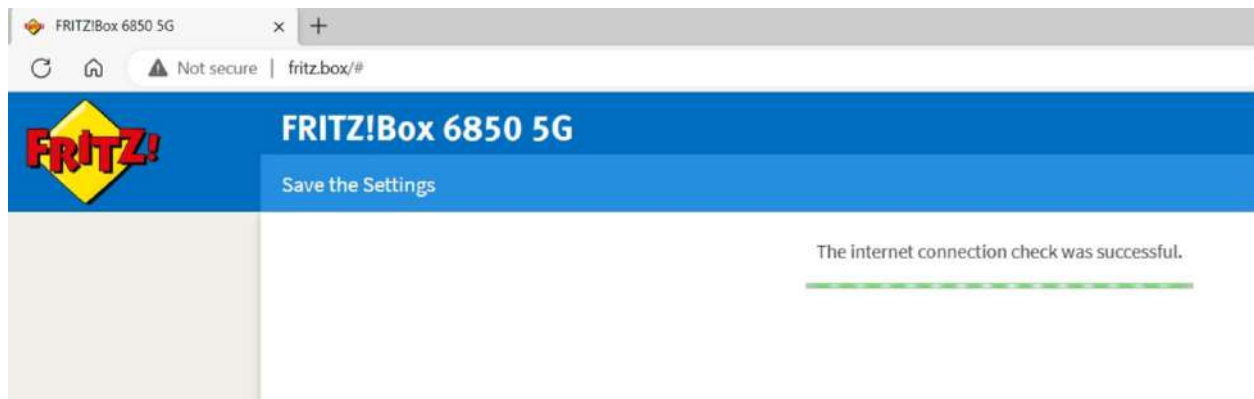 FRITZ!Box 6850 5G
Not secure | fritz.box/#
FRITZ!
FRITZ!Box 6850 5G
Save the Settings
The internet connection check was successful.